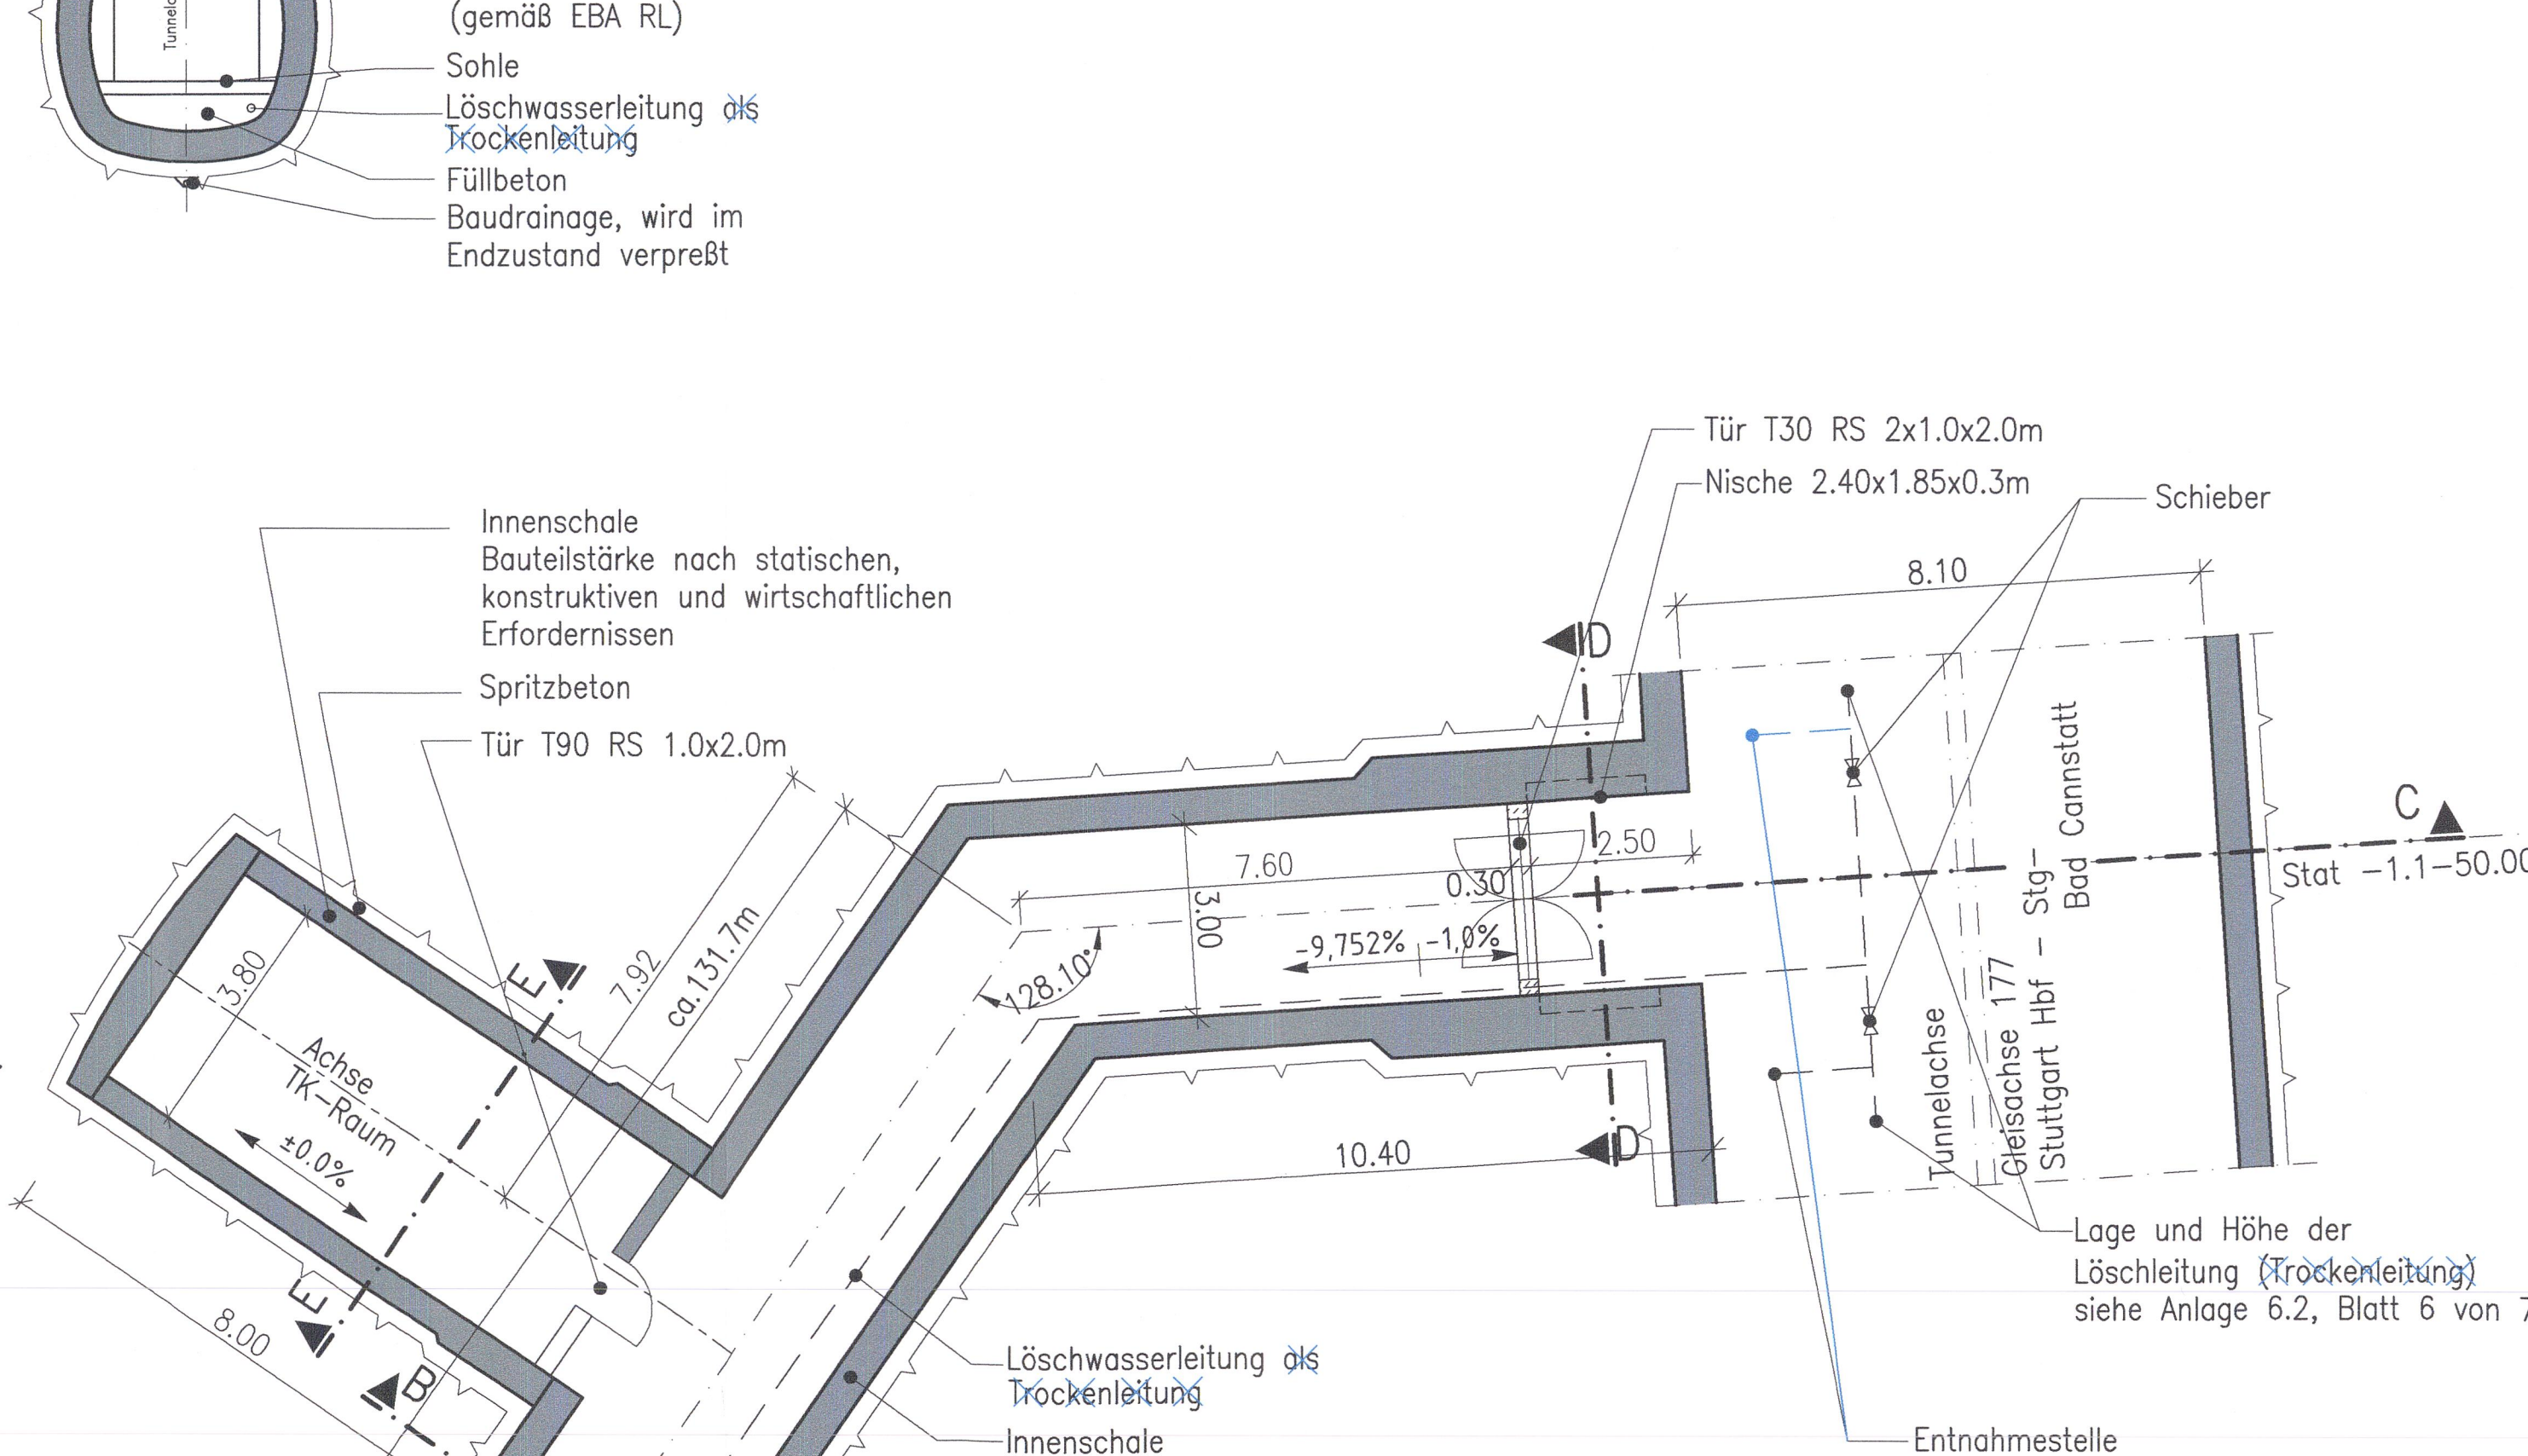 (gemäß EBA RL)
Sohle
Löschwasserleitung als
Trockenleitung
Füllbeton
Baudrainage, wird im
Endzustand verpreßt
Tür T30 RS 2x1.0x2.0m
Nische 2.40x1.85x0.3m
Schieber
Innenschale
Bauteilstärke nach statischen,
konstruktiven und wirtschaftlichen
Erfordernissen
Spritzbeton
Tür T90 RS 1.0x2.0m
8.10
D
C
Stat -1.1-50.00
7.60
2.50
0.30
3.00
-9,752%
-1,0%
128.10°
7.92
ca.131.7m
E
3.80
Achse
TK-Raum
±0.0%
10.40
D
Tunnelachse
Gleisachse 177
Stuttgart Hbf - Stg-
Bad Cannstatt
E
8.00
B
Lage und Höhe der
Löschleitung (Trockenleitung)
siehe Anlage 6.2, Blatt 6 von 7
Löschwasserleitung als
Trockenleitung
Innenschale
Entnahmestelle